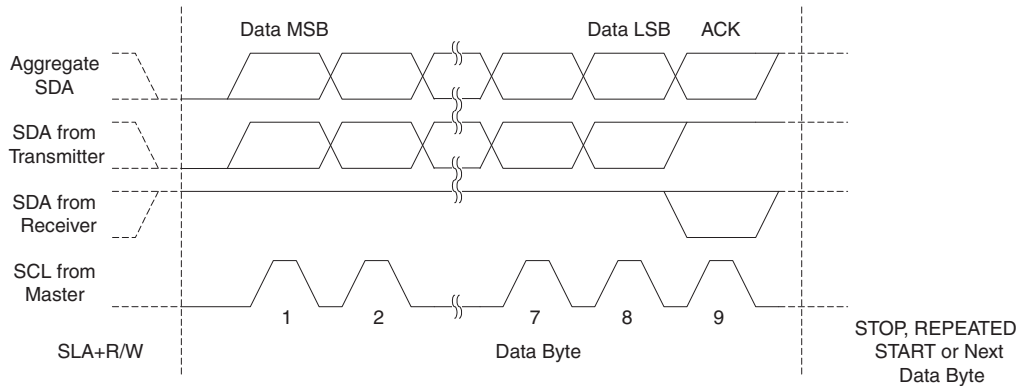 Data MSB
Data LSB
ACK
Aggregate
SDA
SDA from
Transmitter
SDA from
Receiver
SCL from
Master
1
2
7
8
9
SLA+R/W
Data Byte
STOP, REPEATED
START or Next
Data Byte